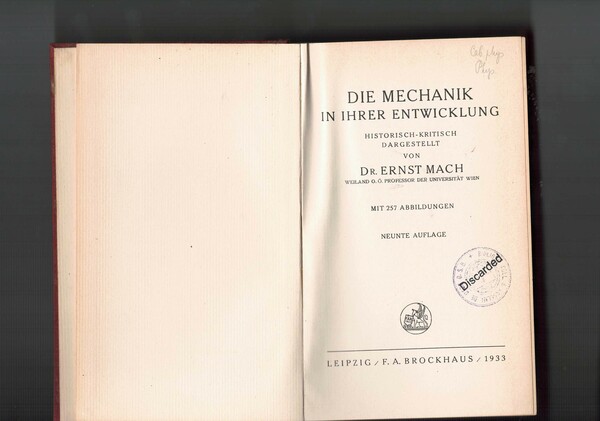 Phys.
DIE MECHANIK
IN IHRER ENTWICKLUNG
HISTORISCH-KRITISCH
DARGESTELLT
VON
DR. ERNST MACH
WEILAND O. Ö. PROFESSOR DER UNIVERSITÄT WIEN
MIT 257 ABBILDUNGEN
NEUNTE AUFLAGE
Discarded
LEIPZIG / F. A. BROCKHAUS / 1933